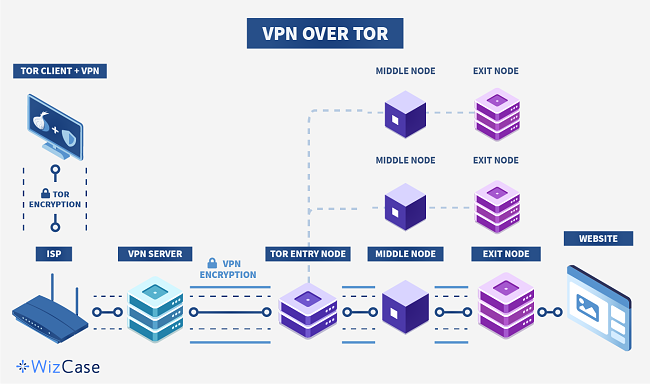 VPN OVER TOR
TOR CLIENT + VPN
MIDDLE NODE
EXIT NODE
TOR
ENCRYPTION
MIDDLE NODE
EXIT NODE
ISP
VPN SERVER
VPN
ENCRYPTION
TOR ENTRY NODE
MIDDLE NODE
EXIT NODE
WEBSITE
WizCase